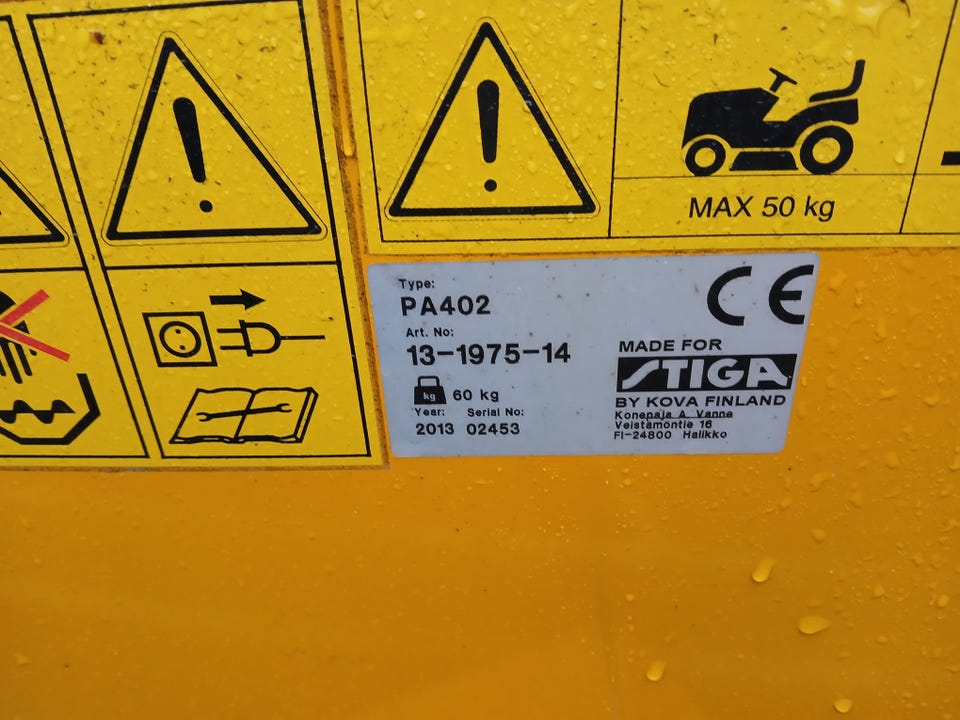 MAX 50 kg
Type:
PA402
Art. No:
13-1975-14
kg 60 kg
Year: Serial No:
2013 02453
CE
MADE FOR
STIGA
BY KOVA FINLAND
Konepaja A. Vanne
Veistämöntie 16
FI-24800 Halikko